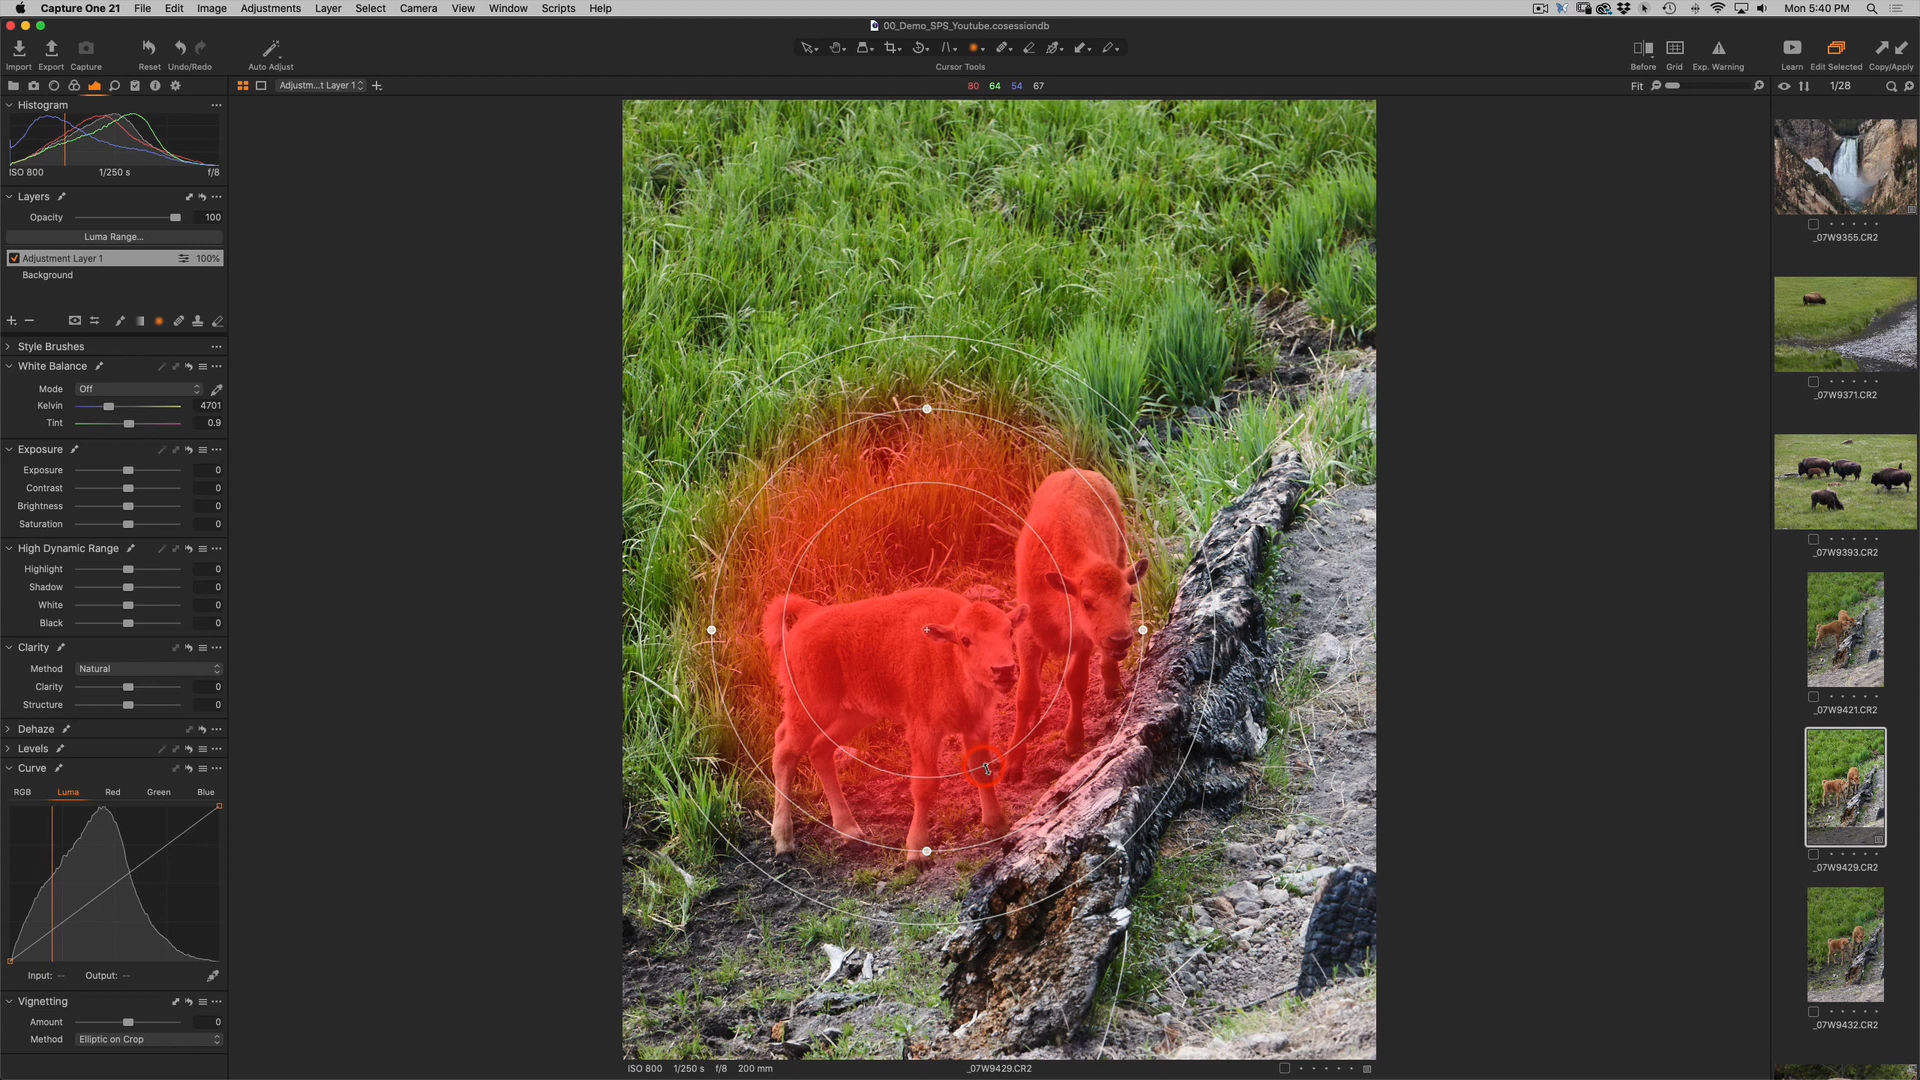 Capture One 21 File Edit Image Adjustments Layer Select Camera View Window Scripts Help Mon 5:40 PM
00_Demo_SPS_Youtube.cosessiondb
Import Export Capture Reset Undo/Redo Auto Adjust Cursor Tools Before Grid Exp. Warning Learn Edit Selected Copy/Apply
Adjustm...t Layer 1 80 64 54 67 Fit 1/28
Histogram
ISO 800 1/250 s f/8
Layers
Opacity 100
Luma Range...
Adjustment Layer 1 100%
Background
Style Brushes
White Balance
Mode Off
Kelvin 4701
Tint 0.9
Exposure
Exposure 0
Contrast 0
Brightness 0
Saturation 0
High Dynamic Range
Highlight 0
Shadow 0
White 0
Black 0
Clarity
Method Natural
Clarity 0
Structure 0
Dehaze
Levels
Curve
RGB Luma Red Green Blue
Input: -- Output: --
Vignetting
Amount 0
Method Elliptic on Crop
ISO 800 1/250 s f/8 200 mm _07W9429.CR2
_07W9355.CR2
_07W9371.CR2
_07W9393.CR2
_07W9421.CR2
_07W9429.CR2
_07W9432.CR2